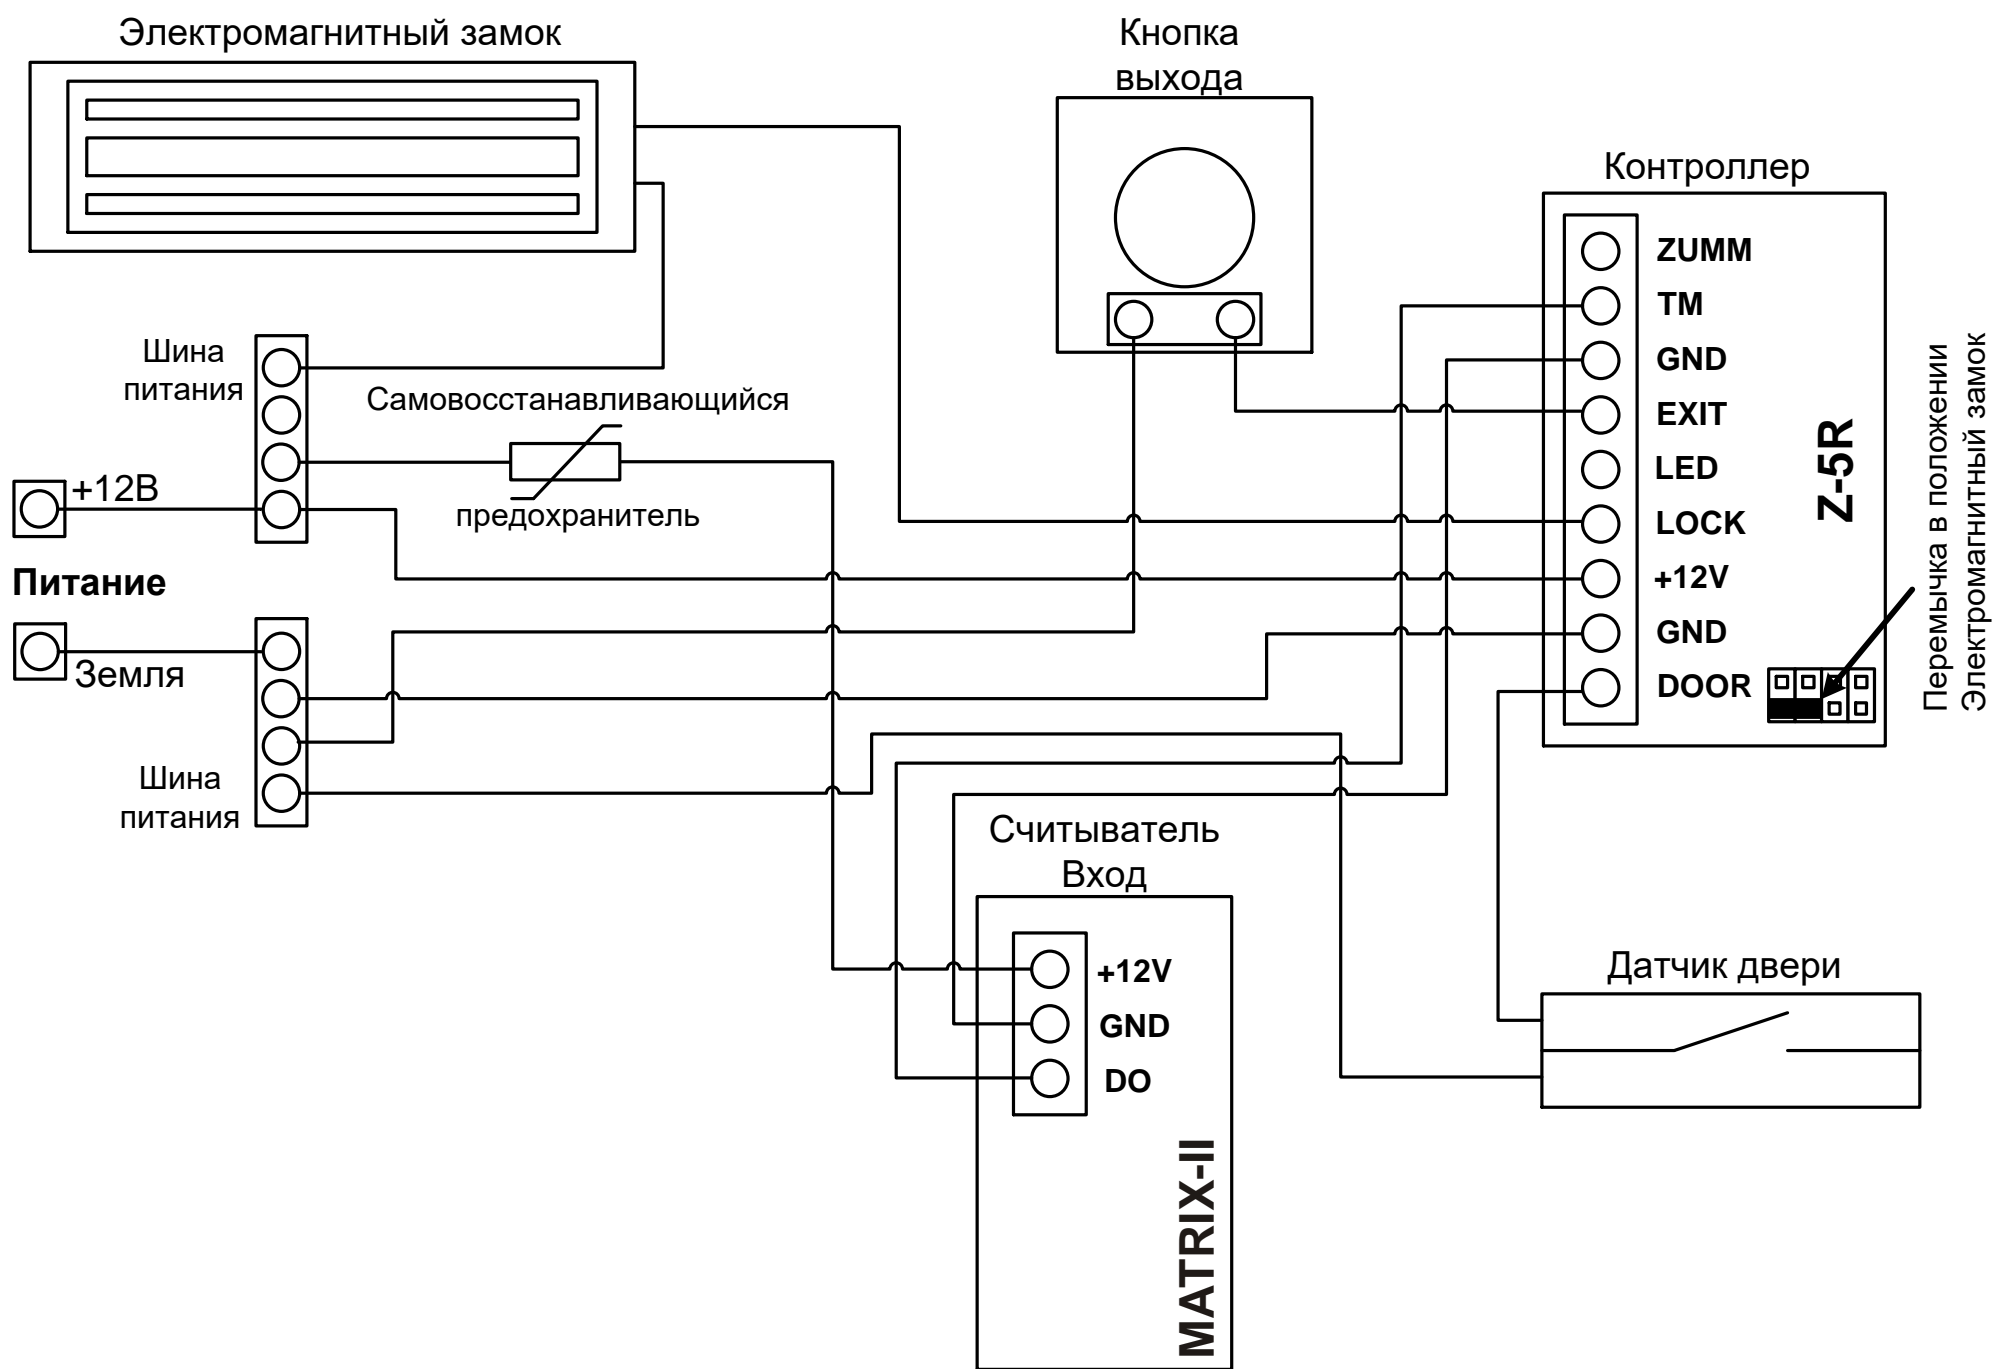 Электромагнитный замок
Кнопка
выхода
Контроллер
ZUMM
TM
GND
EXIT
LED
LOCK
+12V
GND
DOOR
Z-5R
Перемычка в положении
Электромагнитный замок
Шина
питания
Самовосстанавливающийся
предохранитель
+12В
Питание
Земля
Шина
питания
Считыватель
Вход
+12V
GND
DO
MATRIX-II
Датчик двери